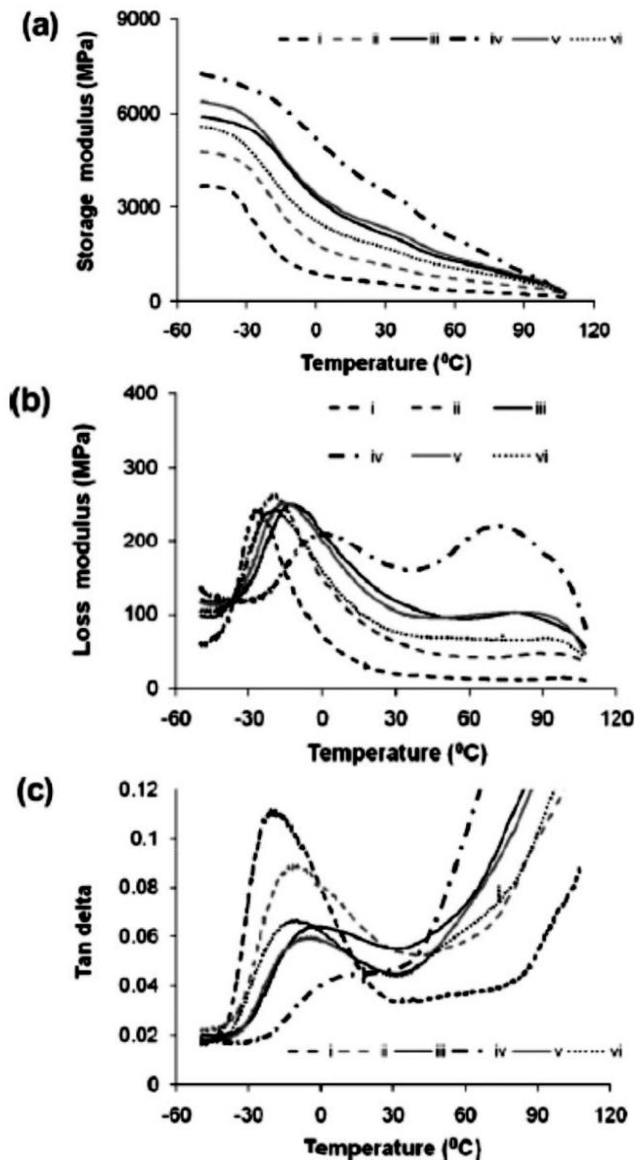 (a)
i ii iii iv v vi
Storage modulus (MPa)
9000
6000
3000
0
-60 -30 0 30 60 90 120
Temperature (⁰C)
(b)
400
i ii iii
iv v vi
Loss modulus (MPa)
300
200
100
0
-60 -30 0 30 60 90 120
Temperature (⁰C)
(c)
0.12
0.1
0.08
Tan delta
0.06
0.04
0.02
i ii iii iv v vi
0
-60 -30 0 30 60 90 120
Temperature (⁰C)